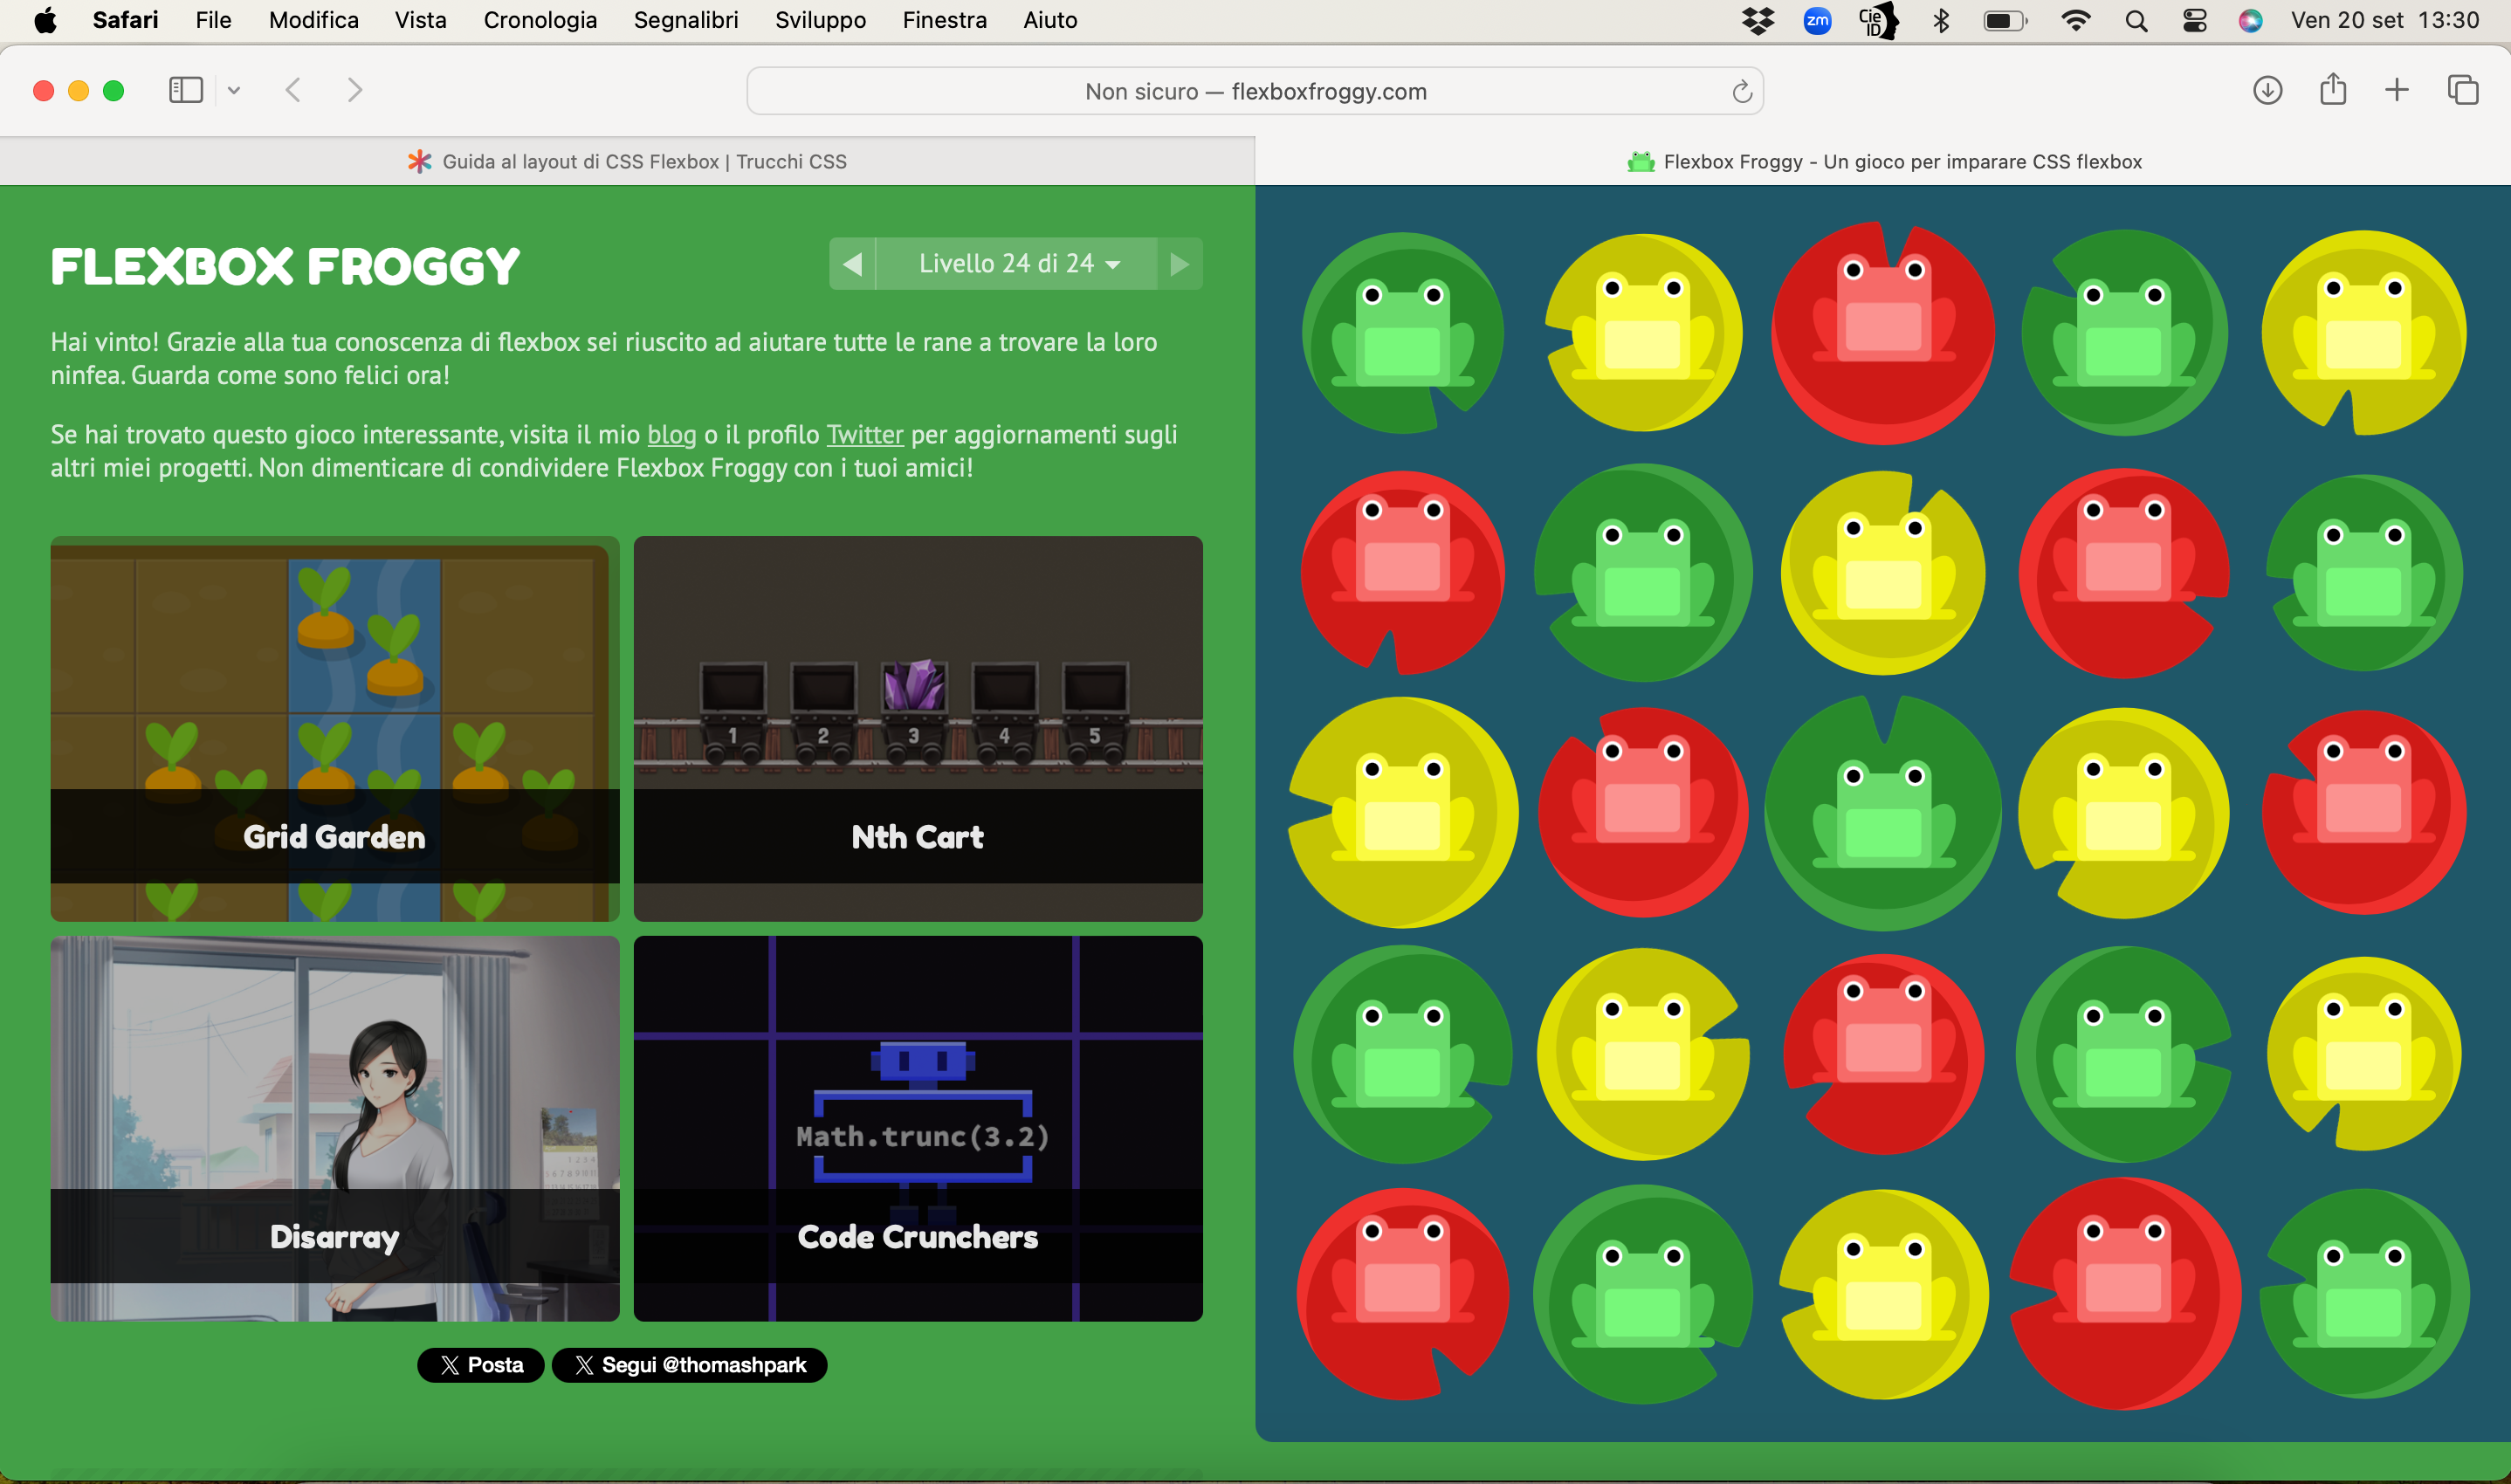 Safari File Modifica Vista Cronologia Segnalibri Sviluppo Finestra Aiuto zm Cie ID Ven 20 set 13:30
Non sicuro — flexboxfroggy.com
Guida al layout di CSS Flexbox | Trucchi CSS
Flexbox Froggy - Un gioco per imparare CSS flexbox
FLEXBOX FROGGY
Livello 24 di 24
Hai vinto! Grazie alla tua conoscenza di flexbox sei riuscito ad aiutare tutte le rane a trovare la loro
ninfea. Guarda come sono felici ora!
Se hai trovato questo gioco interessante, visita il mio blog o il profilo Twitter per aggiornamenti sugli
altri miei progetti. Non dimenticare di condividere Flexbox Froggy con i tuoi amici!
1 2 3 4 5
Grid Garden
Nth Cart
Math.trunc(3.2)
Disarray
Code Crunchers
X Posta
X Segui @thomashpark